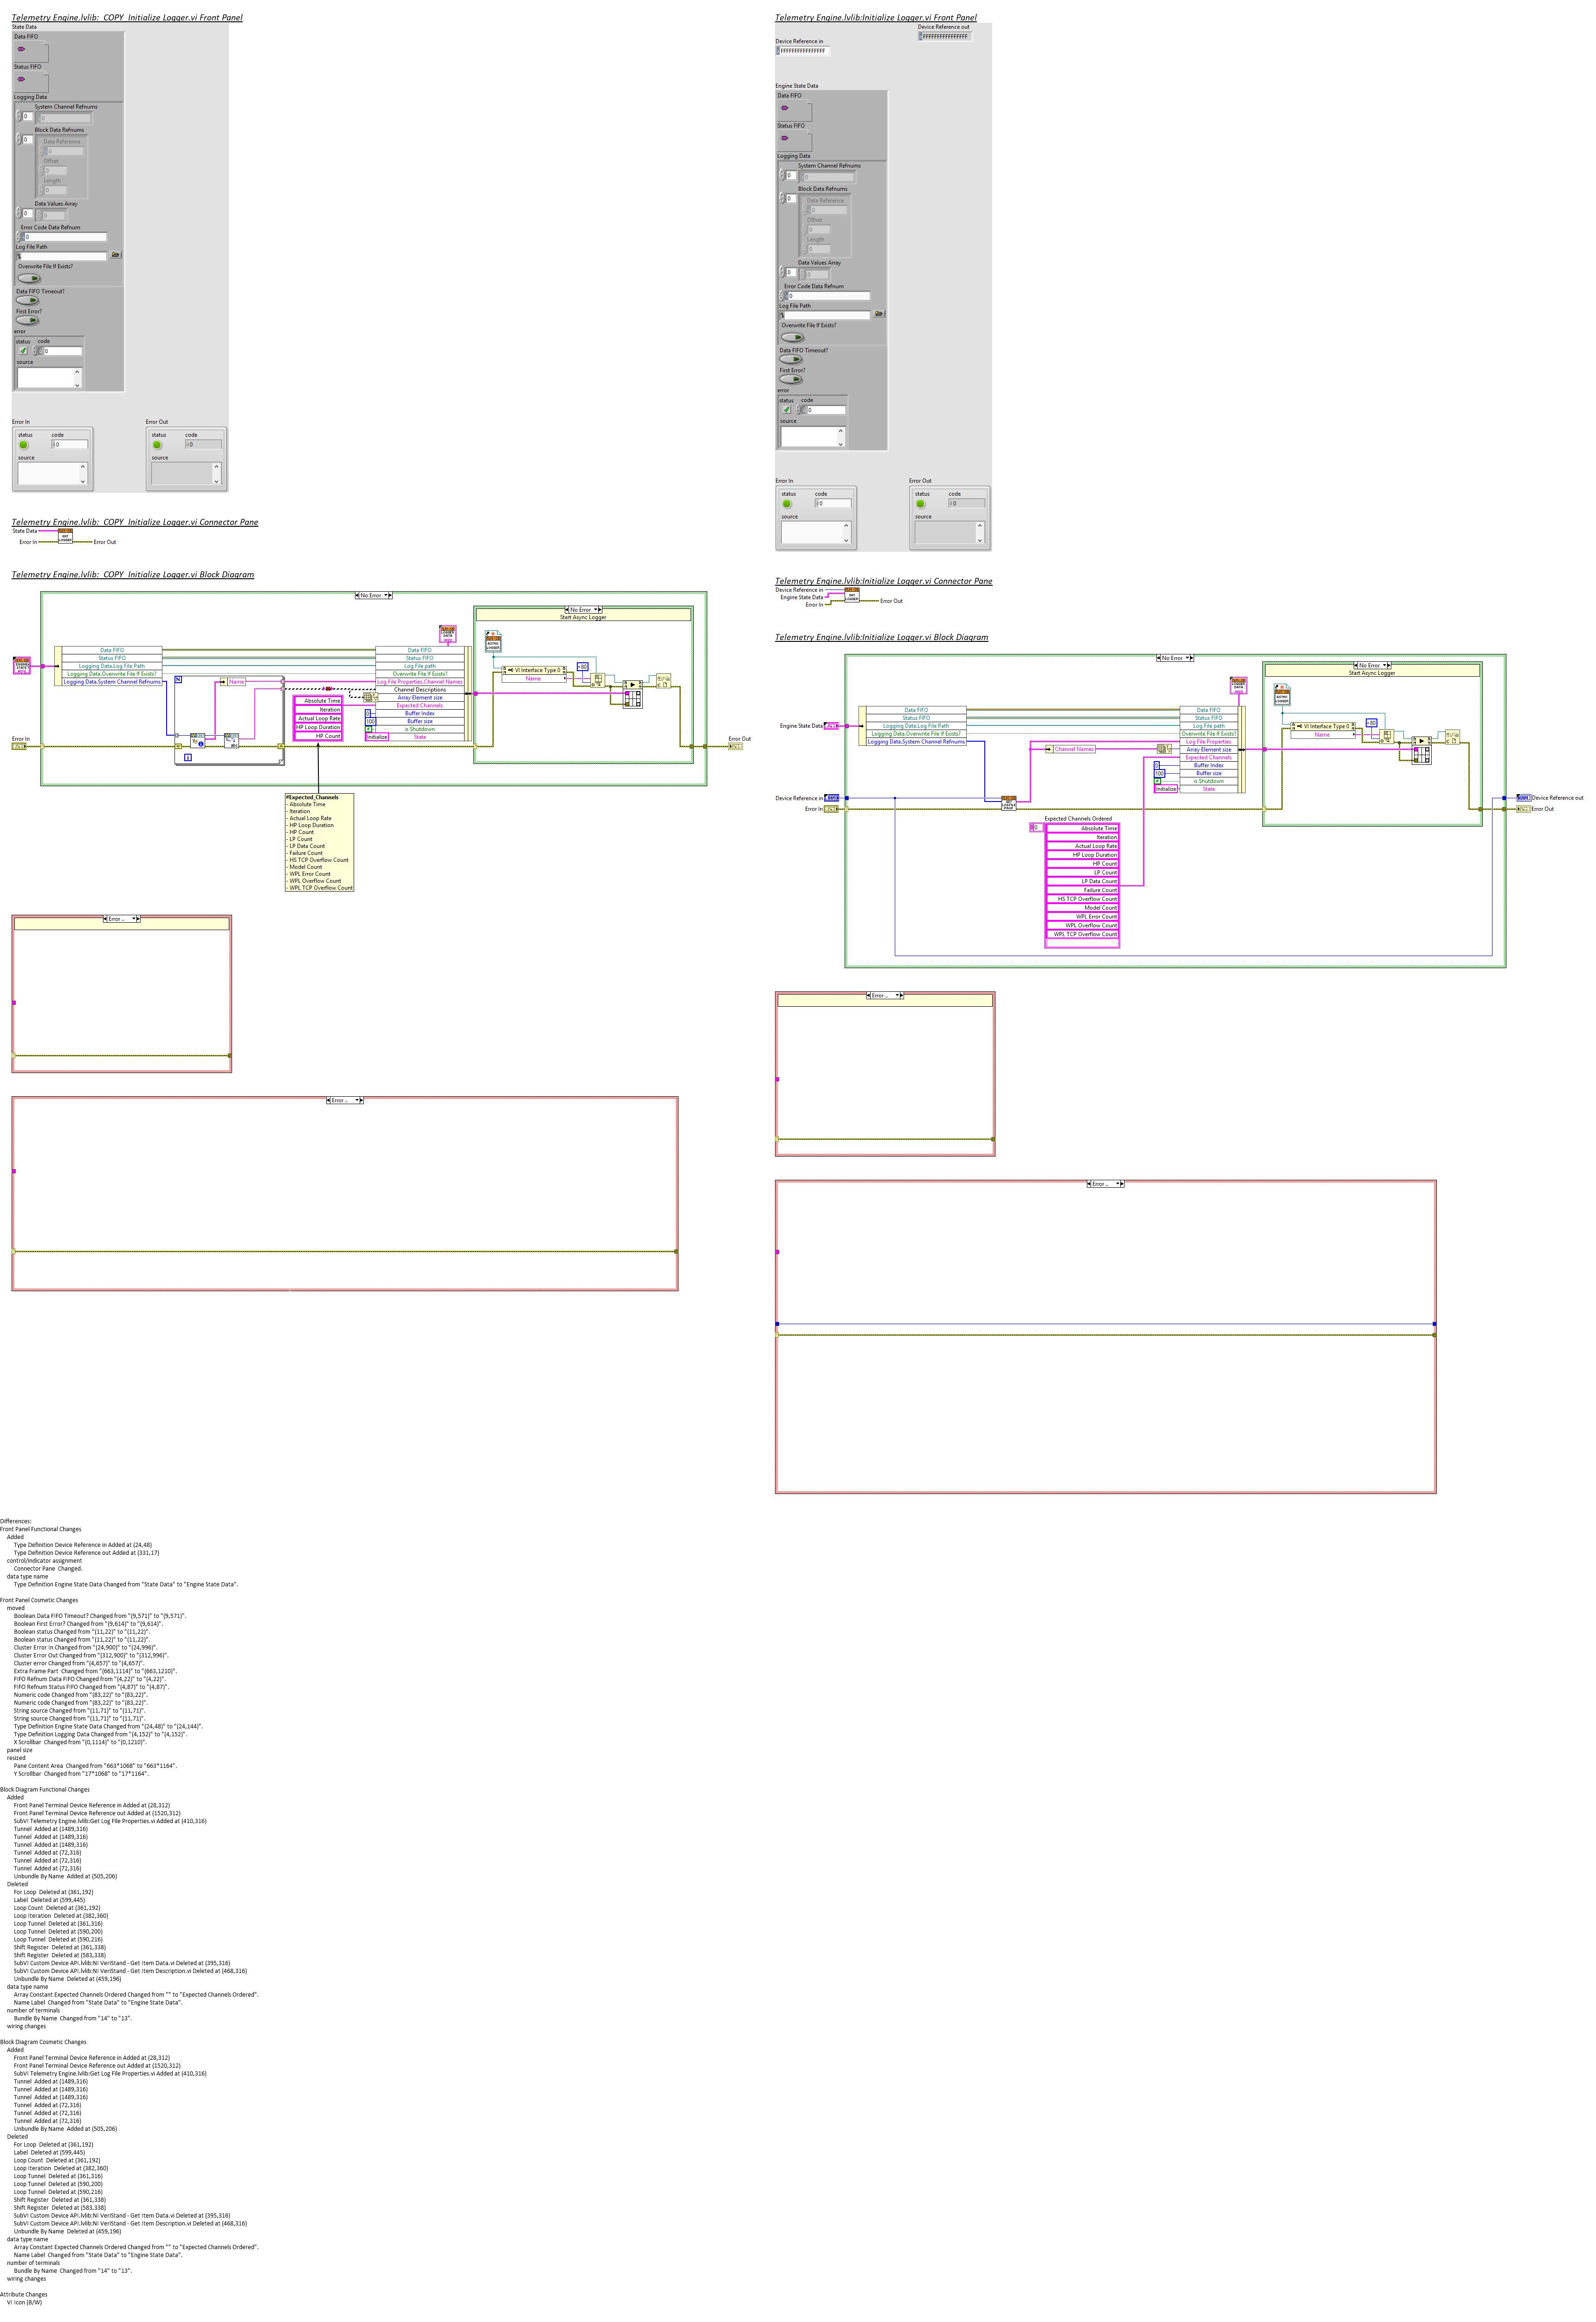 Telemetry Engine.lvlib:_COPY_Initialize Logger.vi Front Panel
State Data
Data FIFO
Status FIFO
Logging Data
System Channel Refnums
0
0
Block Data Refnums
0
Data Reference
0
Offset
0
Length
0
Data Values Array
0
0
Error Code Data Refnum
0
Log File Path
Overwrite File If Exists?
Data FIFO Timeout?
First Error?
error
status code
0
source
Error In
status code
0
source
Error Out
status code
0
source
Telemetry Engine.lvlib:_COPY_Initialize Logger.vi Connector Pane
State Data
Error In
Error Out
Telemetry Engine.lvlib:_COPY_Initialize Logger.vi Block Diagram
No Error
No Error
Start Async Logger
Data FIFO
Status FIFO
Logging Data.Log File Path
Logging Data.Overwrite File If Exists?
Logging Data.System Channel Refnums
Data FIFO
Status FIFO
Log File path
Overwrite File If Exists?
Log File Properties.Channel Names
Channel Descriptions
Array Element size
Expected Channels
Buffer Index
Buffer size
is Shutdown
State
N
Name
i
Absolute Time
Iteration
Actual Loop Rate
HP Loop Duration
HP Count
0
100
F
Initialize
ASYNC
LOGGER
VI Interface Type 0
Name
x80
Error In
Error Out
#Expected_Channels
- Absolute Time
- Iteration
- Actual Loop Rate
- HP Loop Duration
- HP Count
- LP Count
- LP Data Count
- Failure Count
- HS TCP Overflow Count
- Model Count
- WPL Error Count
- WPL Overflow Count
- WPL TCP Overflow Count
Error ..
Error ..
Telemetry Engine.lvlib:Initialize Logger.vi Front Panel
Device Reference out
FFFFFFFFFFFFFFFF
Device Reference in
FFFFFFFFFFFFFFFF
Engine State Data
Data FIFO
Status FIFO
Logging Data
System Channel Refnums
0
0
Block Data Refnums
0
Data Reference
0
Offset
0
Length
0
Data Values Array
0
0
Error Code Data Refnum
0
Log File Path
Overwrite File If Exists?
Data FIFO Timeout?
First Error?
error
status code
0
source
Error In
status code
0
source
Error Out
status code
0
source
Telemetry Engine.lvlib:Initialize Logger.vi Connector Pane
Device Reference in
Engine State Data
Error In
Error Out
Telemetry Engine.lvlib:Initialize Logger.vi Block Diagram
No Error
No Error
Start Async Logger
Data FIFO
Status FIFO
Logging Data.Log File Path
Logging Data.Overwrite File If Exists?
Logging Data.System Channel Refnums
Data FIFO
Status FIFO
Log File path
Overwrite File If Exists?
Log File Properties
Array Element size
Expected Channels
Buffer Index
Buffer size
is Shutdown
State
Channel Names
0
100
F
Initialize
ASYNC
LOGGER
VI Interface Type 0
Name
x80
Engine State Data
Device Reference in
Error In
Device Reference out
Error Out
Expected Channels Ordered
0
Absolute Time
Iteration
Actual Loop Rate
HP Loop Duration
HP Count
LP Count
LP Data Count
Failure Count
HS TCP Overflow Count
Model Count
WPL Error Count
WPL Overflow Count
WPL TCP Overflow Count
Error ..
Error ..
Differences:
Front Panel Functional Changes
Added
Type Definition Device Reference in Added at (24,48)
Type Definition Device Reference out Added at (331,17)
control/indicator assignment
Connector Pane  Changed.
data type name
Type Definition Engine State Data Changed from "State Data" to "Engine State Data".
Front Panel Cosmetic Changes
moved
Boolean Data FIFO Timeout? Changed from "(9,571)" to "(9,571)".
Boolean First Error? Changed from "(9,614)" to "(9,614)".
Boolean status Changed from "(11,22)" to "(11,22)".
Boolean status Changed from "(11,22)" to "(11,22)".
Cluster Error In Changed from "(24,900)" to "(24,996)".
Cluster Error Out Changed from "(312,900)" to "(312,996)".
Cluster error Changed from "(4,657)" to "(4,657)".
Extra Frame Part  Changed from "(663,1114)" to "(663,1210)".
FIFO Refnum Data FIFO Changed from "(4,22)" to "(4,22)".
FIFO Refnum Status FIFO Changed from "(4,87)" to "(4,87)".
Numeric code Changed from "(83,22)" to "(83,22)".
Numeric code Changed from "(83,22)" to "(83,22)".
String source Changed from "(11,71)" to "(11,71)".
String source Changed from "(11,71)" to "(11,71)".
Type Definition Engine State Data Changed from "(24,48)" to "(24,144)".
Type Definition Logging Data Changed from "(4,152)" to "(4,152)".
X Scrollbar  Changed from "(0,1114)" to "(0,1210)".
panel size
resized
Pane Content Area  Changed from "663*1068" to "663*1164".
Y Scrollbar  Changed from "17*1068" to "17*1164".
Block Diagram Functional Changes
Added
Front Panel Terminal Device Reference in Added at (28,312)
Front Panel Terminal Device Reference out Added at (1520,312)
SubVI Telemetry Engine.lvlib:Get Log File Properties.vi Added at (410,316)
Tunnel  Added at (1489,316)
Tunnel  Added at (1489,316)
Tunnel  Added at (1489,316)
Tunnel  Added at (72,316)
Tunnel  Added at (72,316)
Tunnel  Added at (72,316)
Unbundle By Name  Added at (505,206)
Deleted
For Loop  Deleted at (361,192)
Label  Deleted at (599,445)
Loop Count  Deleted at (361,192)
Loop Iteration  Deleted at (382,360)
Loop Tunnel  Deleted at (361,316)
Loop Tunnel  Deleted at (590,200)
Loop Tunnel  Deleted at (590,216)
Shift Register  Deleted at (361,338)
Shift Register  Deleted at (583,338)
SubVI Custom Device API.lvlib:NI VeriStand - Get Item Data.vi Deleted at (395,316)
SubVI Custom Device API.lvlib:NI VeriStand - Get Item Description.vi Deleted at (468,316)
Unbundle By Name  Deleted at (459,196)
data type name
Array Constant Expected Channels Ordered Changed from "" to "Expected Channels Ordered".
Name Label  Changed from "State Data" to "Engine State Data".
number of terminals
Bundle By Name  Changed from "14" to "13".
wiring changes
Block Diagram Cosmetic Changes
Added
Front Panel Terminal Device Reference in Added at (28,312)
Front Panel Terminal Device Reference out Added at (1520,312)
SubVI Telemetry Engine.lvlib:Get Log File Properties.vi Added at (410,316)
Tunnel  Added at (1489,316)
Tunnel  Added at (1489,316)
Tunnel  Added at (1489,316)
Tunnel  Added at (72,316)
Tunnel  Added at (72,316)
Tunnel  Added at (72,316)
Unbundle By Name  Added at (505,206)
Deleted
For Loop  Deleted at (361,192)
Label  Deleted at (599,445)
Loop Count  Deleted at (361,192)
Loop Iteration  Deleted at (382,360)
Loop Tunnel  Deleted at (361,316)
Loop Tunnel  Deleted at (590,200)
Loop Tunnel  Deleted at (590,216)
Shift Register  Deleted at (361,338)
Shift Register  Deleted at (583,338)
SubVI Custom Device API.lvlib:NI VeriStand - Get Item Data.vi Deleted at (395,316)
SubVI Custom Device API.lvlib:NI VeriStand - Get Item Description.vi Deleted at (468,316)
Unbundle By Name  Deleted at (459,196)
data type name
Array Constant Expected Channels Ordered Changed from "" to "Expected Channels Ordered".
Name Label  Changed from "State Data" to "Engine State Data".
number of terminals
Bundle By Name  Changed from "14" to "13".
wiring changes
Attribute Changes
VI Icon (B/W)